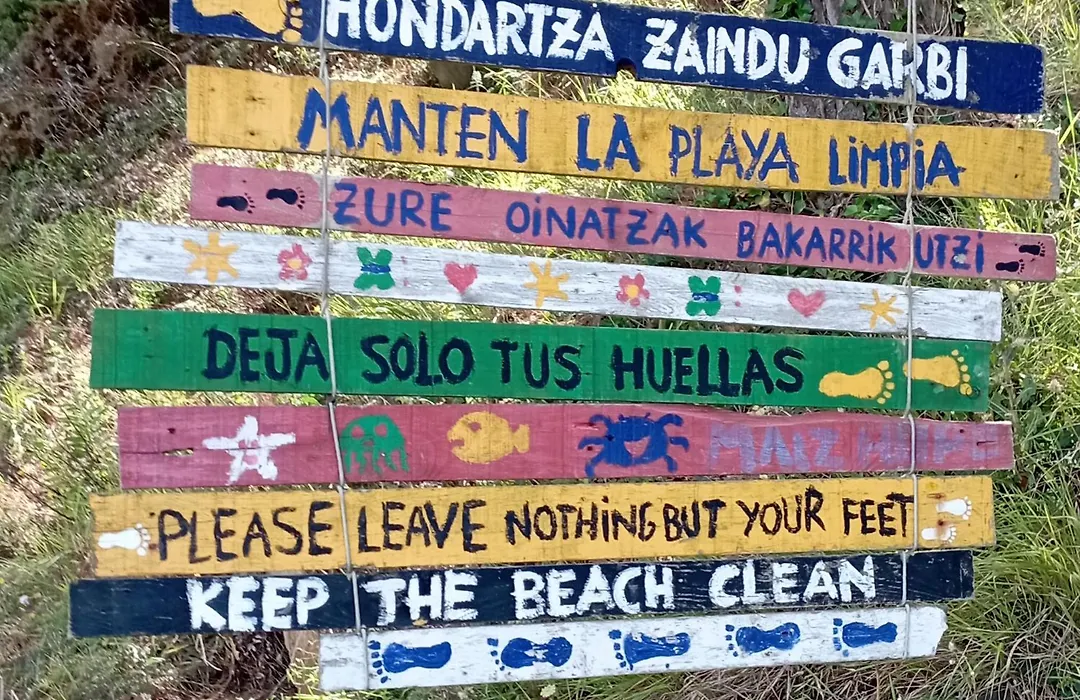 HONDARTZA ZAINDU GARBI
MANTEN LA PLAYA LiMPiA
ZURE OiNATZAK BAKARRiK UTZi
DEJA SOLO TUS HUELLAS
PLEASE LEAVE NOTHiNG BUT YOUR FEET
KEEP THE BEACH CLEAN